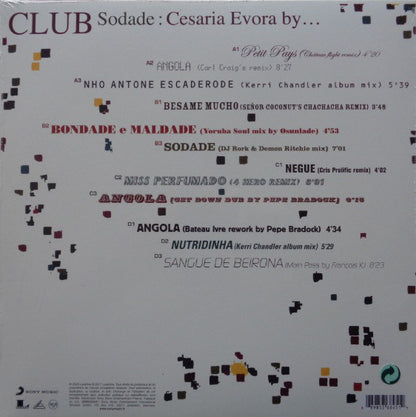 CLUB Sodade : Cesaria Evora by...
A1 Petit Pays (Château flight remix) 4'20
A2 ANGOLA (Carl Craig's remix) 8'27
A3 NHO ANTONE ESCADERODE (Kerri Chandler album mix) 5'39
B1 BESAME MUCHO (SEÑOR COCONUT'S CHACHACHA REMIX) 3'48
B2 BONDADE e MALDADE (Yoruba Soul mix by Osunlade) 4'53
B3 SODADE (DJ Rork & Demon Ritchie mix) 7'01
C1 NEGUE (Cris Prolific remix) 4'02
C2 MISS PERFUMADO (4 HERO REMIX) 6'01
C3 ANGOLA (GET DOWN DUB BY PEPE BRADOCK)
D1 ANGOLA (Bateau Ivre rework by Pepe Bradock) 4'34
D2 NUTRIDINHA (Kerri Chandler album mix) 5'29
D3 SANGUE DE BEIRONA (Main Pass by François K) 8'23
SONY MUSIC